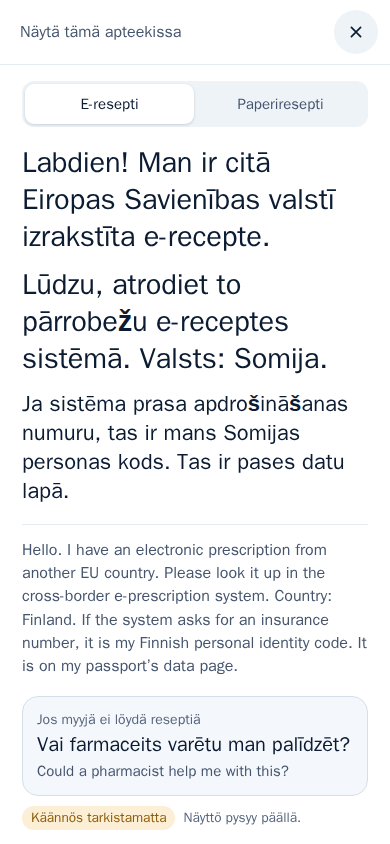 Näytä tämä apteekissa
E-resepti
Paperiresepti
Labdien! Man ir citā
Eiropas Savienības valstī
izrakstīta e-recepte.
Lūdzu, atrodiet to
pārrobežu e-receptes
sistēmā. Valsts: Somija.
Ja sistēma prasa apdrošināšanas
numuru, tas ir mans Somijas
personas kods. Tas ir pases datu
lapā.
Hello. I have an electronic prescription from
another EU country. Please look it up in the
cross-border e-prescription system. Country:
Finland. If the system asks for an insurance
number, it is my Finnish personal identity code. It
is on my passport's data page.
Jos myyjä ei löydä reseptiä
Vai farmaceits varētu man palīdzēt?
Could a pharmacist help me with this?
Käännös tarkistamatta
Näyttö pysyy päällä.